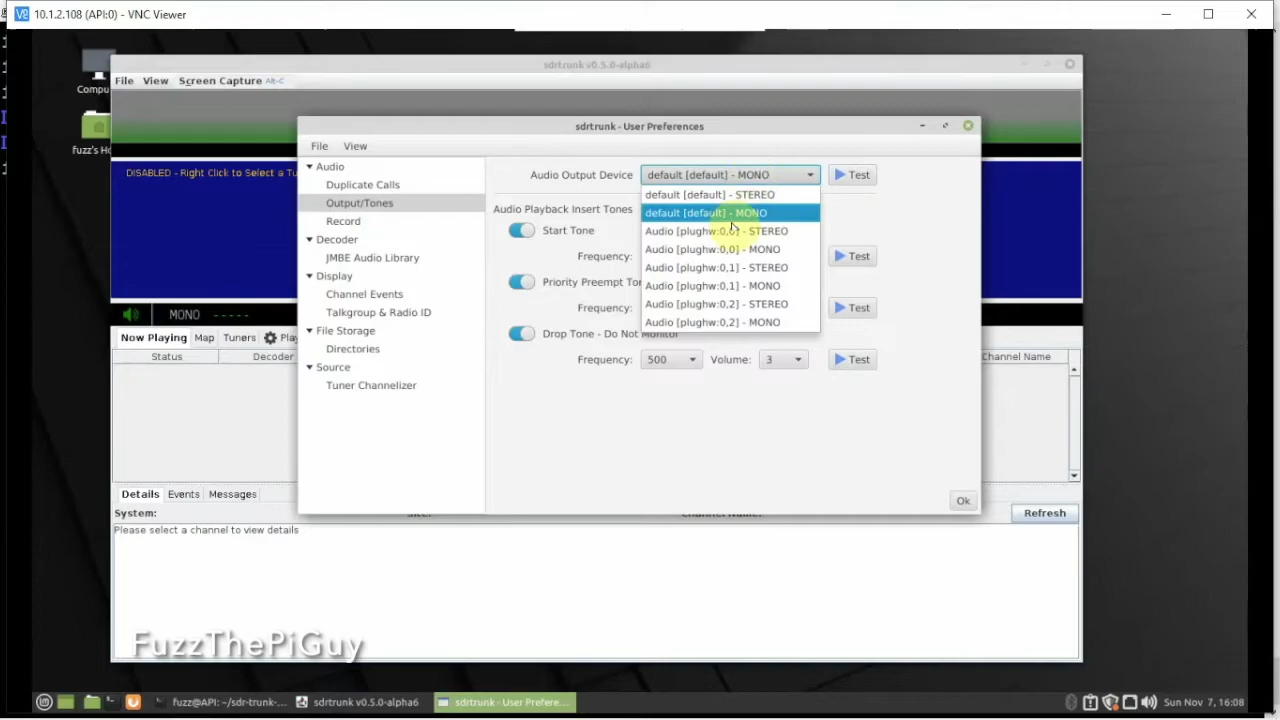 10.1.2.108 (API:0) - VNC Viewer
sdrtrunk v0.5.0-alpha6
File View Screen Capture Alt-C
Compu
fuzz's Ho
sdrtrunk - User Preferences
File View
Audio
Duplicate Calls
Output/Tones
Record
Decoder
JMBE Audio Library
Display
Channel Events
Talkgroup & Radio ID
File Storage
Directories
Source
Tuner Channelizer
Audio Output Device default [default] - MONO Test
default [default] - STEREO
default [default] - MONO
Audio [plughw:0,0] - STEREO
Audio [plughw:0,0] - MONO
Audio [plughw:0,1] - STEREO
Audio [plughw:0,1] - MONO
Audio [plughw:0,2] - STEREO
Audio [plughw:0,2] - MONO
Audio Playback Insert Tones
Start Tone
Frequency: Test
Priority Preempt Ton
Frequency: Test
Drop Tone - Do Not Monitor
Frequency: 500 Volume: 3 Test
Ok
DISABLED - Right Click to Select a Tu
MONO -----
Now Playing Map Tuners Play
Status Decoder Channel Name
Details Events Messages
System: Site: Channel Name: Refresh
Please select a channel to view details
FuzzThePiGuy
fuzz@API: ~/sdr-trunk-... sdrtrunk v0.5.0-alpha6 sdrtrunk - User Prefere... Sun Nov 7, 16:08